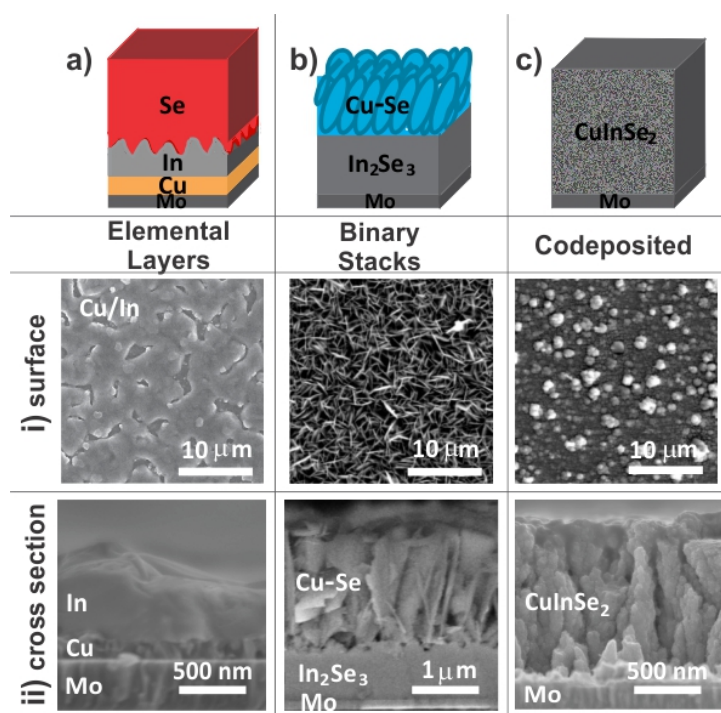 a)
Se
In
Cu
Mo
b)
Cu-Se
In₂Se₃
Mo
c)
CuInSe₂
Mo
Elemental
Layers
Binary
Stacks
Codeposited
i) surface
Cu/In
10 μm
10 μm
10 μm
ii) cross section
In
Cu
Mo
500 nm
Cu-Se
In₂Se₃
Mo
1 μm
CuInSe₂
Mo
500 nm